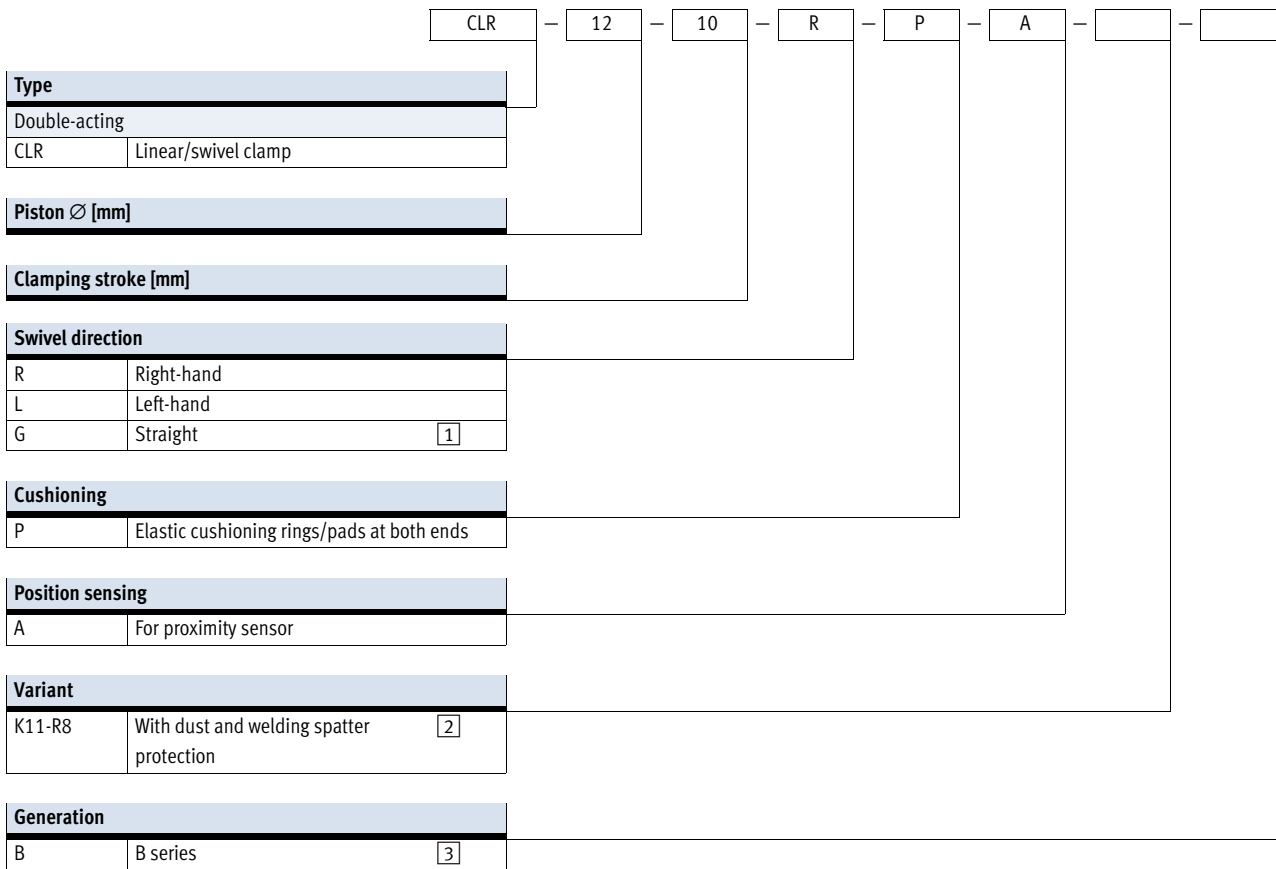 CLR – 12 – 10 – R – P – A – –
Type
Double-acting
CLR Linear/swivel clamp
Piston ∅ [mm]
Clamping stroke [mm]
Swivel direction
R Right-hand
L Left-hand
G Straight 1
Cushioning
P Elastic cushioning rings/pads at both ends
Position sensing
A For proximity sensor
Variant
K11-R8 With dust and welding spatter 2
protection
Generation
B B series 3